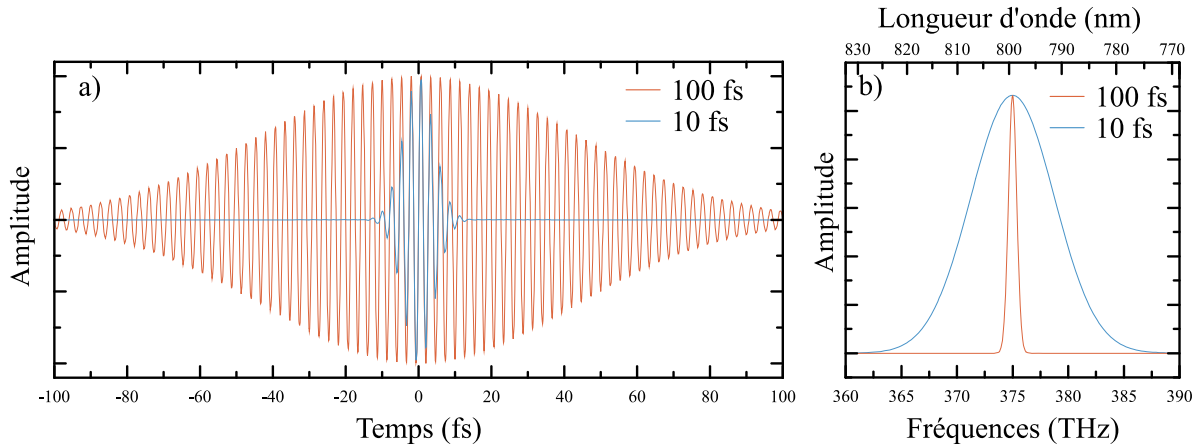 a)
100 fs
10 fs
Amplitude
-100 -80 -60 -40 -20 0 20 40 60 80 100
Temps (fs)
Longueur d'onde (nm)
830 820 810 800 790 780 770
b)
100 fs
10 fs
Amplitude
360 370 375 380 385 390
Fréquences (THz)